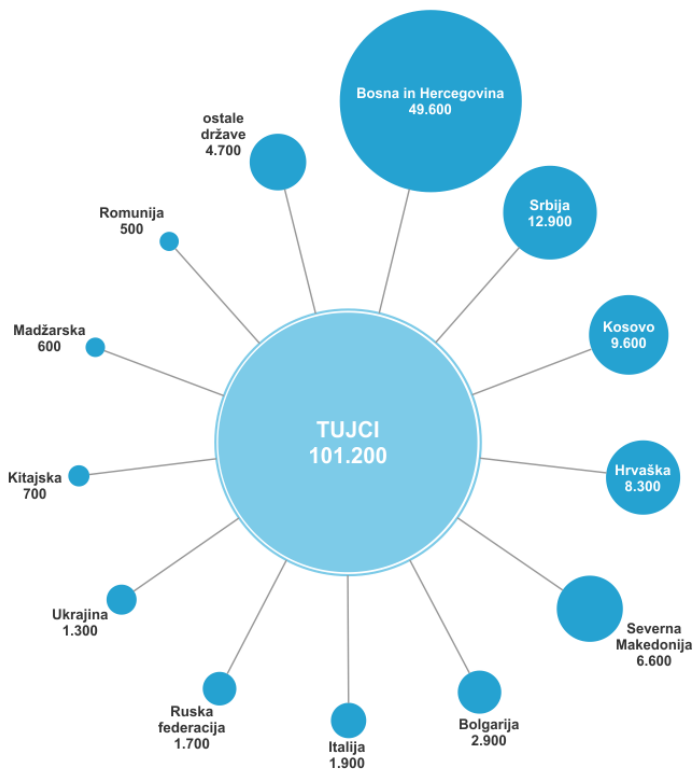 Bosna in Hercegovina
49.600
Srbija
12.900
Kosovo
9.600
Hrvaška
8.300
Severna
Makedonija
6.600
Bolgarija
2.900
Italija
1.900
Ruska
federacija
1.700
Ukrajina
1.300
Kitajska
700
Madžarska
600
Romunija
500
ostale
države
4.700
TUJCI
101.200